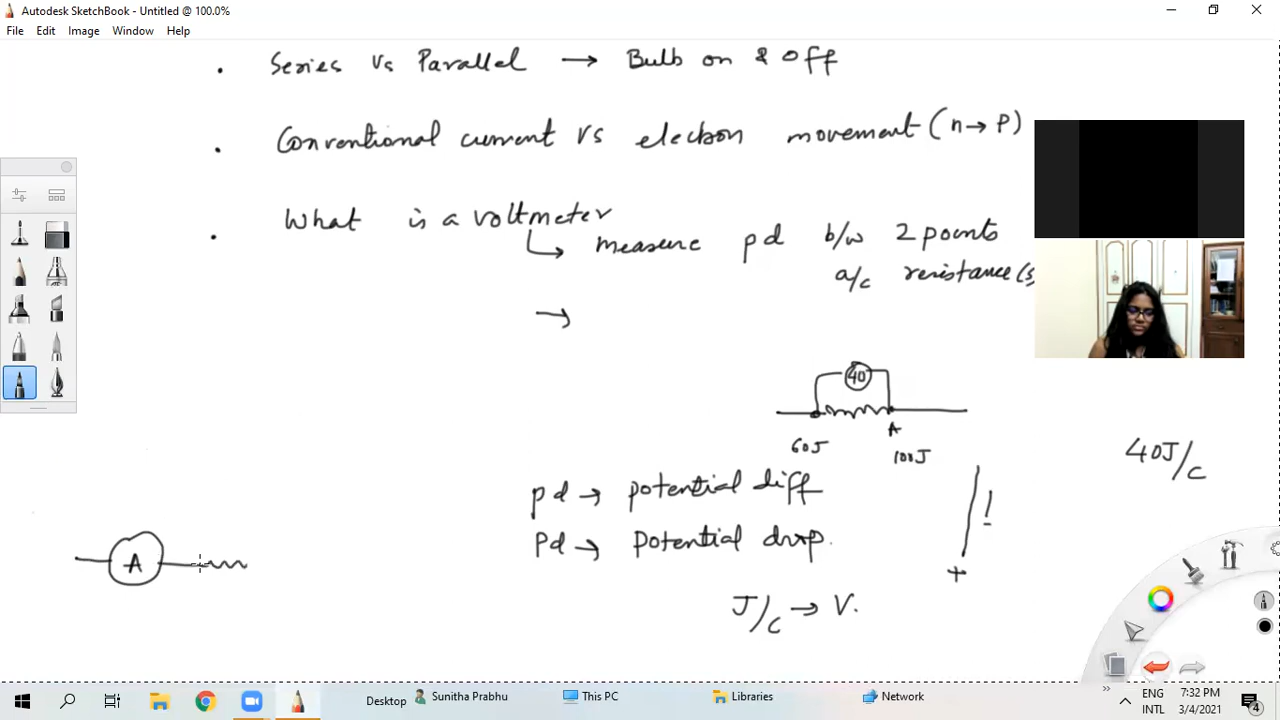 Autodesk SketchBook - Untitled @ 100.0%
File Edit Image Window Help
. Series Vs Parallel → Bulb on & off
. Conventional current Vs electron movement (n→ P)
. What is a voltmeter
↳ measure pd b/w 2 points
a/c resistance(s
→
40
A
60J
100J
40J/c
pd → potential diff
!
Pd → Potential drop.
+
A
J/c → V.
Desktop
Sunitha Prabhu
This PC
Libraries
Network
»
ENG
INTL
7:32 PM
3/4/2021
4